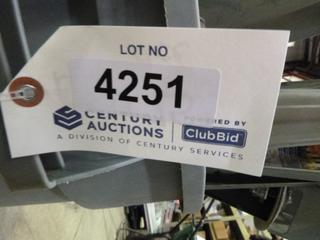 LOT NO
4251
CENTURY POWERED BY
AUCTIONS ClubBid
A DIVISION OF CENTURY SERVICES